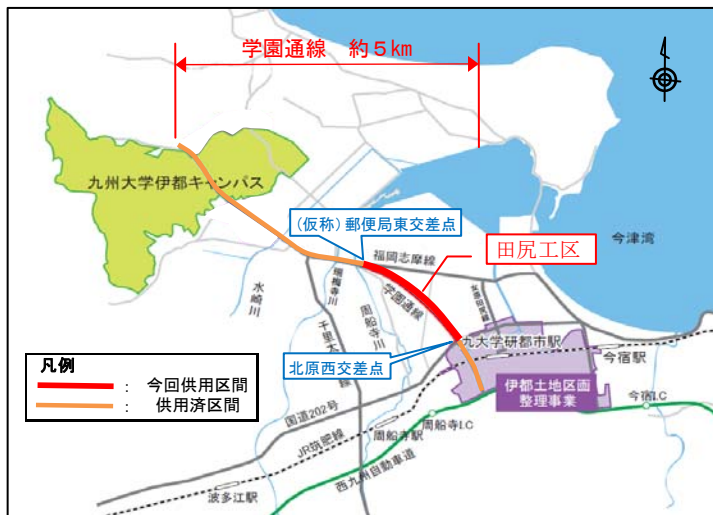 学園通線 約5km
九州大学伊都キャンパス
(仮称)郵便局東交差点
田尻工区
今津湾
福岡志摩線
学園通線
瑞梅寺川
周船寺川
水崎川
九大学研都市駅
今宿駅
北原西交差点
伊都土地区画
整理事業
今宿I.C
周船寺I.C
周船寺駅
国道202号
JR筑肥線
西九州自動車道
波多江駅
凡例
: 今回供用区間
: 供用済区間